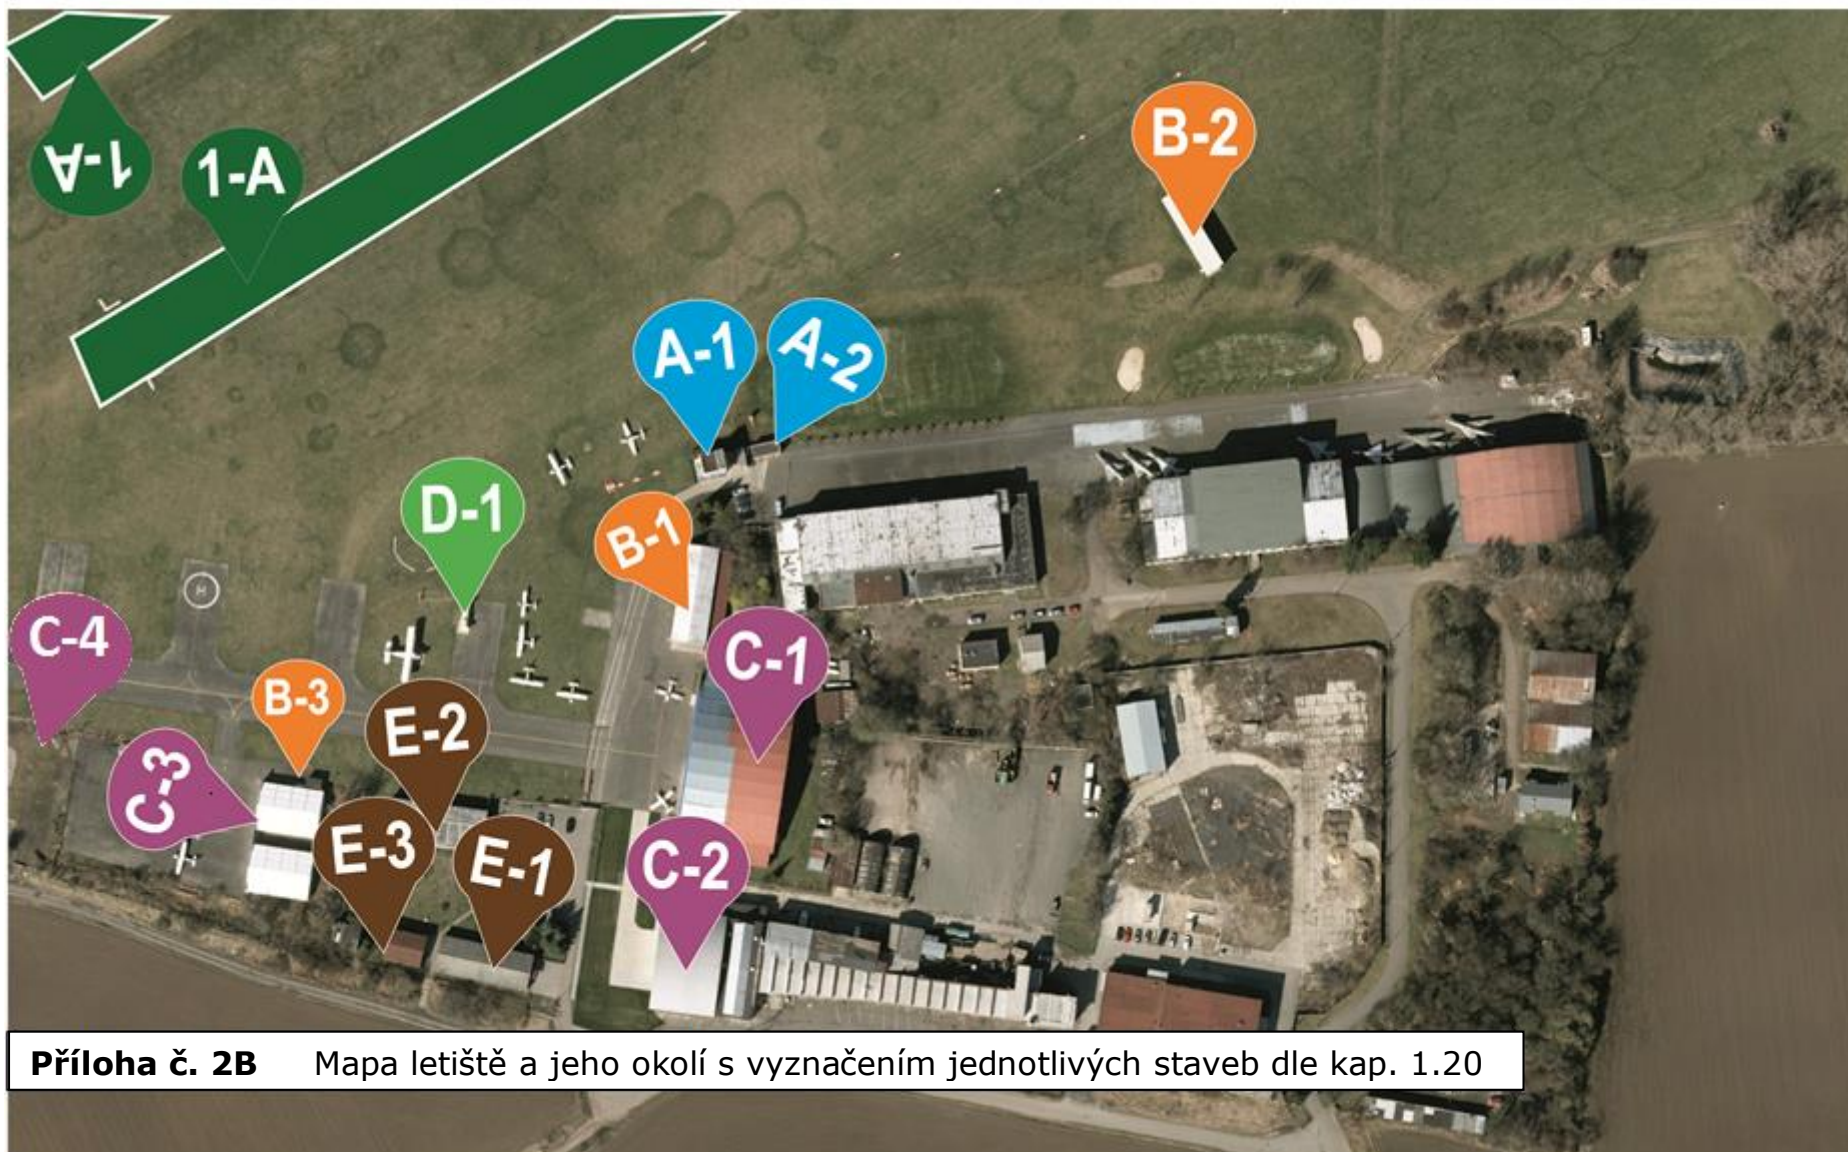 1-A
1-A
B-2
A-1
A-2
D-1
B-1
H
C-4
C-1
B-3
E-2
C-3
E-3
E-1
C-2
Příloha č. 2B Mapa letiště a jeho okolí s vyznačením jednotlivých staveb dle kap. 1.20